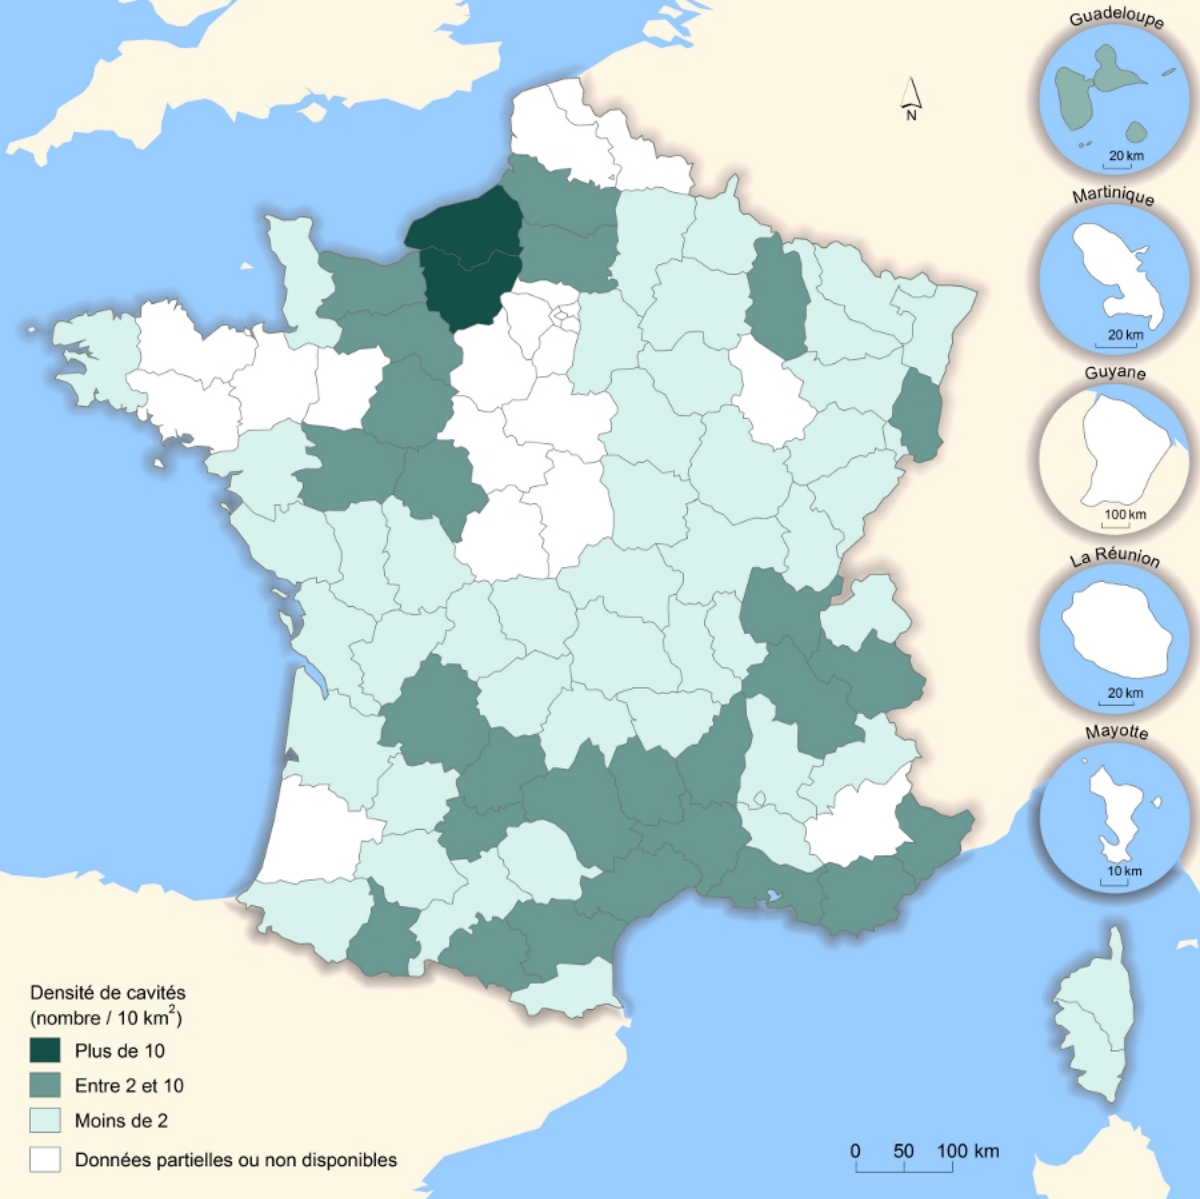 Guadeloupe
20 km
N
Martinique
20 km
Guyane
100 km
La Réunion
20 km
Mayotte
10 km
Densité de cavités
(nombre / 10 km²)
Plus de 10
Entre 2 et 10
Moins de 2
Données partielles ou non disponibles
0 50 100 km